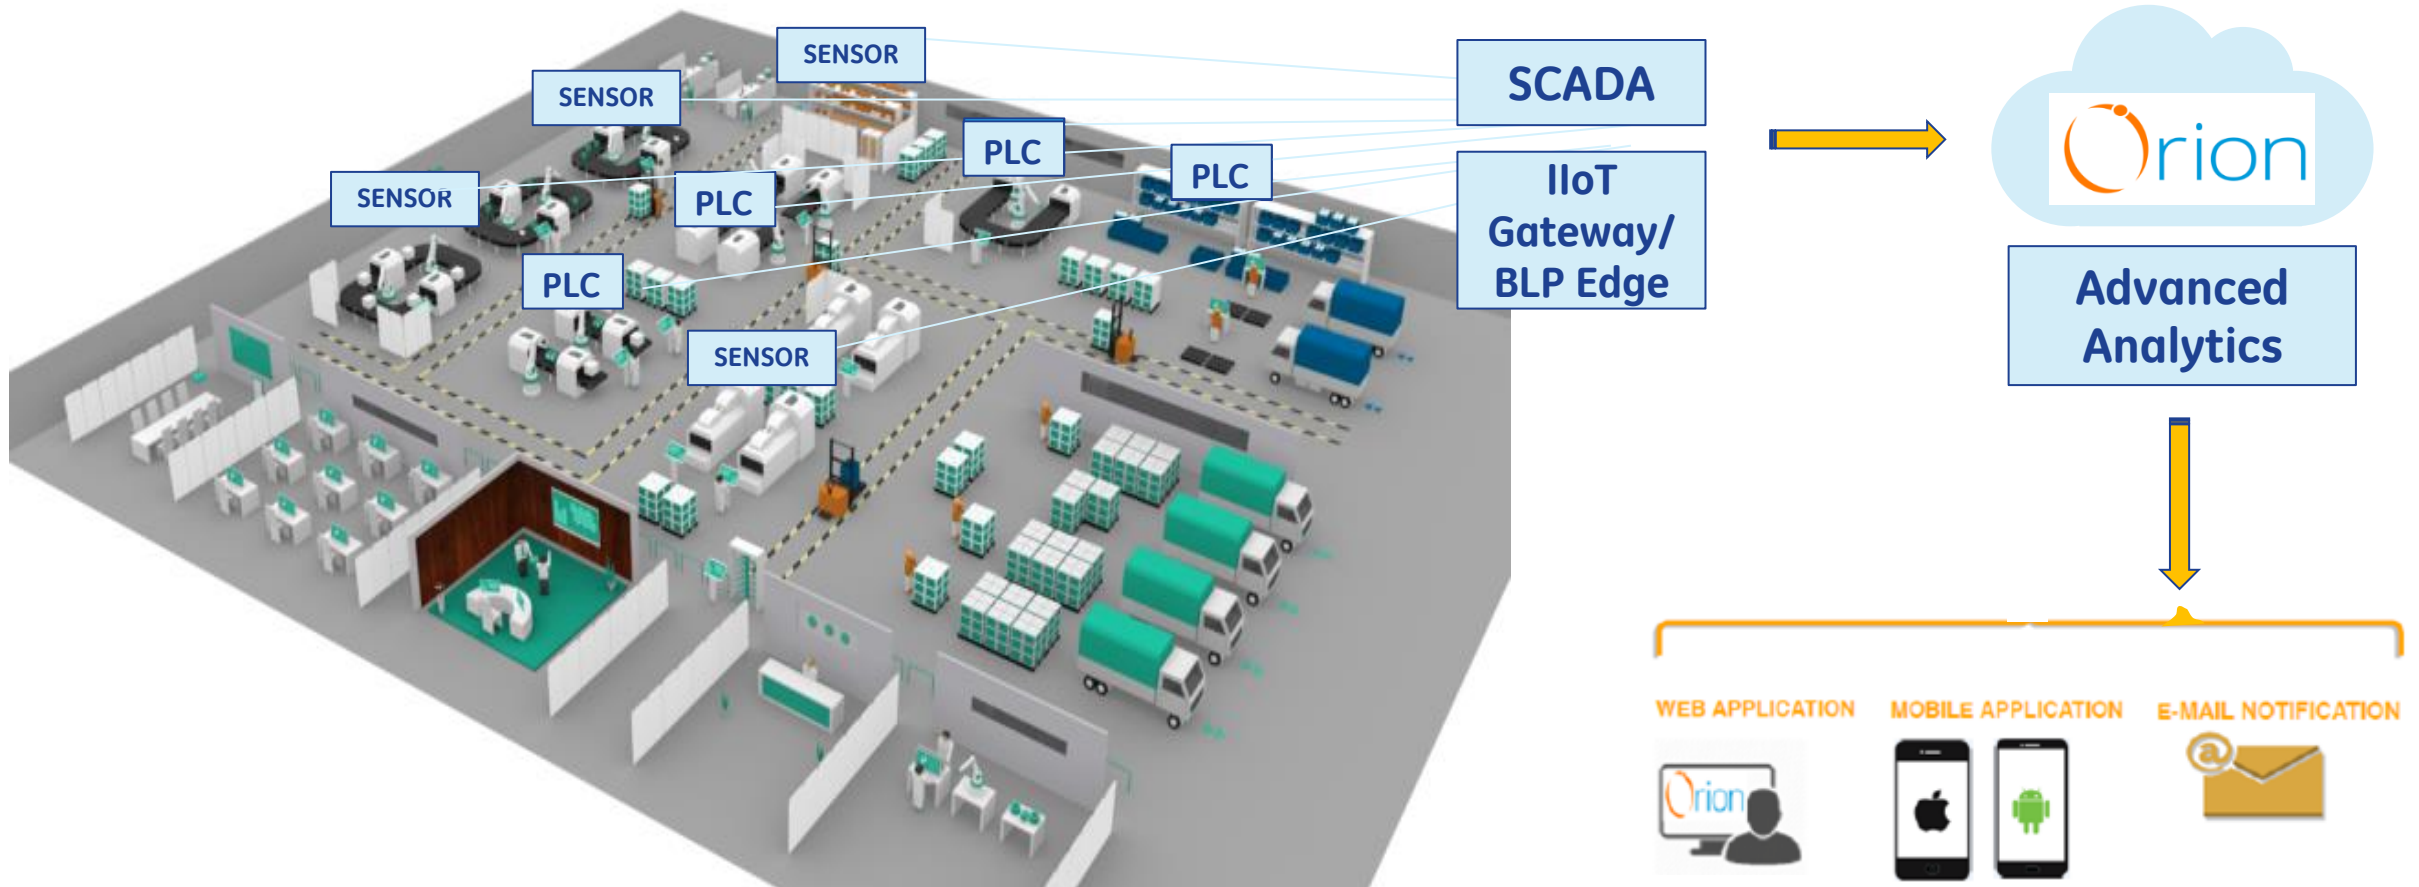 SENSOR
SENSOR
SENSOR
PLC
PLC
PLC
PLC
SENSOR
SCADA
IIoT
Gateway/
BLP Edge
Orion
Advanced
Analytics
WEB APPLICATION
MOBILE APPLICATION
E-MAIL NOTIFICATION
@
Orion